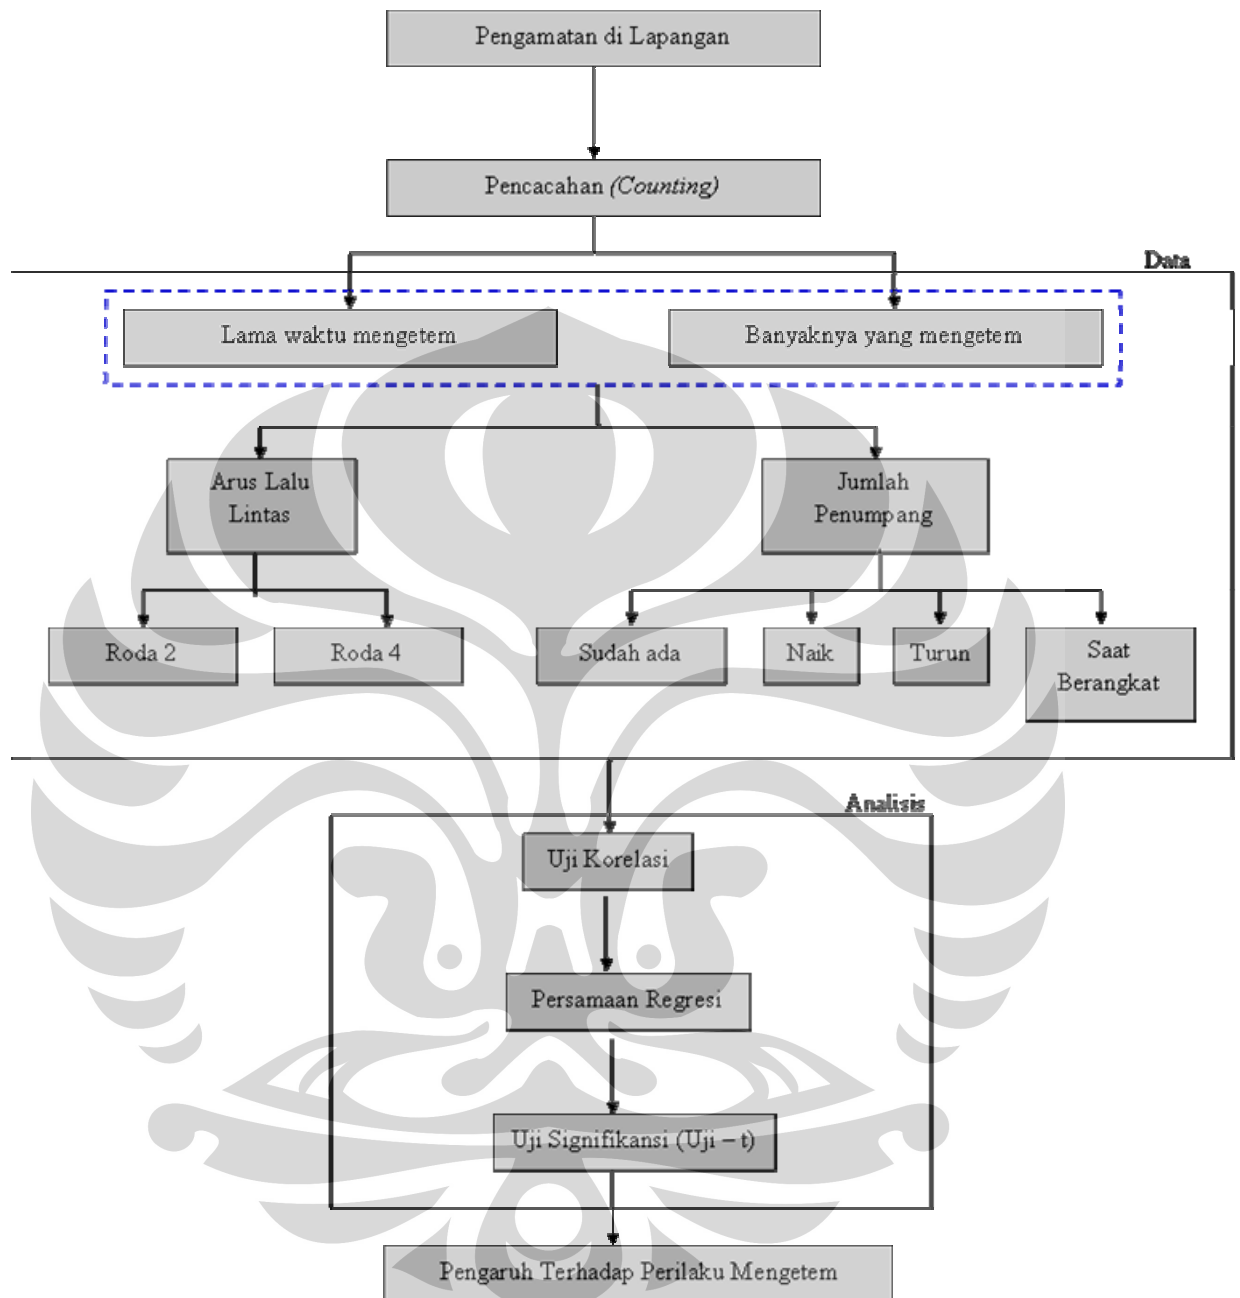 Pengamatan di Lapangan
Pencacahan (Counting)
Data
Lama waktu mengetem
Banyaknya yang mengetem
Arus Lalu
Lintas
Jumlah
Penumpang
Roda 2
Roda 4
Sudah ada
Naik
Turun
Saat
Berangkat
Analisis
Uji Korelasi
Persamaan Regresi
Uji Signifikansi (Uji – t)
Pengaruh Terhadap Perilaku Mengetem